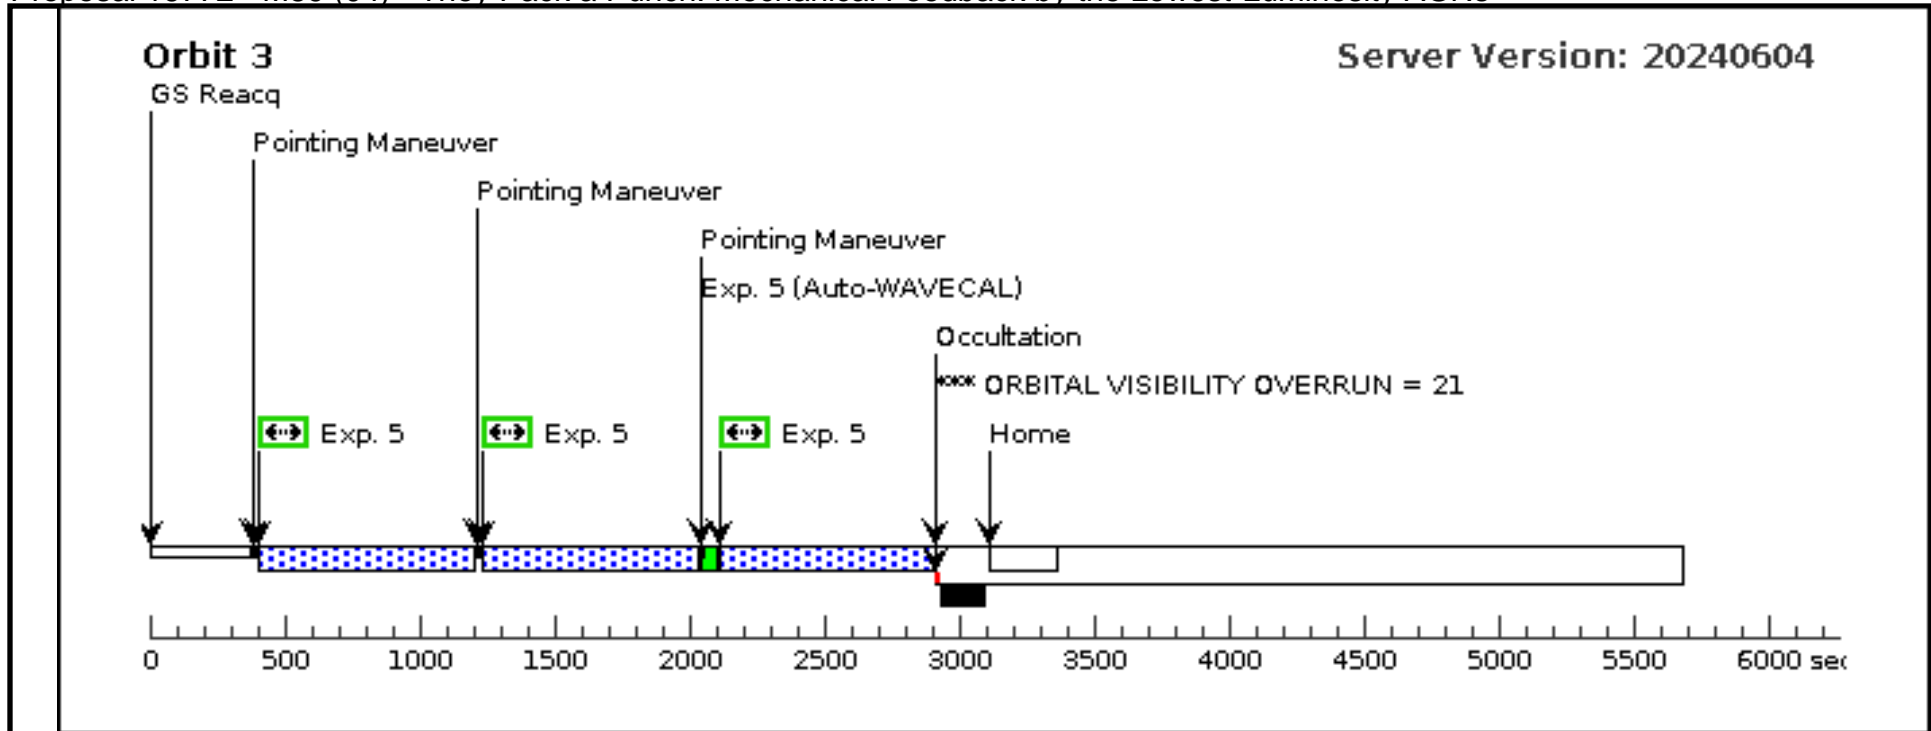 Orbit 3
Server Version: 20240604
GS Reacq
Pointing Maneuver
Pointing Maneuver
Pointing Maneuver
Exp. 5 (Auto-WAVECAL)
Occultation
**** ORBITAL VISIBILITY OVERRUN = 21
Exp. 5
Exp. 5
Exp. 5
Home
0 500 1000 1500 2000 2500 3000 3500 4000 4500 5000 5500 6000